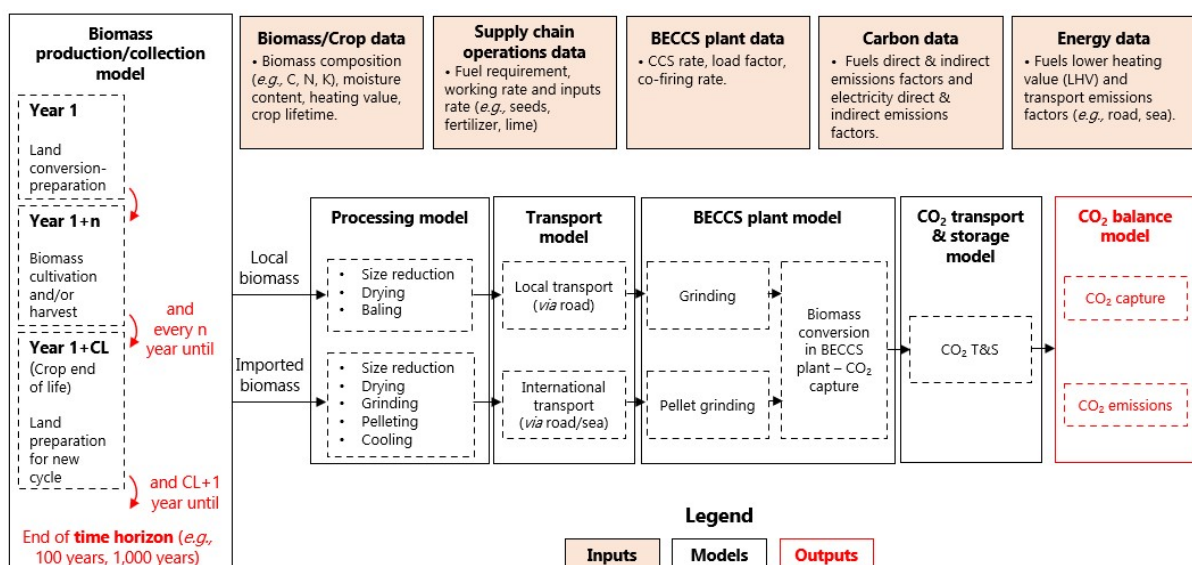 Biomass
production/collection
model
Year 1
Land
conversion-
preparation
Year 1+n
Biomass
cultivation
and/or
harvest
and
every n
year until
Year 1+CL
(Crop end
of life)
Land
preparation
for new
cycle
and CL+1
year until
End of time horizon (e.g.,
100 years, 1,000 years)
Biomass/Crop data
• Biomass composition
(e.g., C, N, K), moisture
content, heating value,
crop lifetime.
Supply chain
operations data
• Fuel requirement,
working rate and inputs
rate (e.g., seeds,
fertilizer, lime)
BECCS plant data
• CCS rate, load factor,
co-firing rate.
Carbon data
• Fuels direct & indirect
emissions factors and
electricity direct &
indirect emissions
factors.
Energy data
• Fuels lower heating
value (LHV) and
transport emissions
factors (e.g., road, sea).
Local
biomass
Imported
biomass
Processing model
• Size reduction
• Drying
• Baling
• Size reduction
• Drying
• Grinding
• Pelleting
• Cooling
Transport
model
Local transport
(via road)
International
transport
(via road/sea)
BECCS plant model
Grinding
Pellet grinding
Biomass
conversion
in BECCS
plant – CO₂
capture
CO₂ transport
& storage
model
CO₂ T&S
CO₂ balance
model
CO₂ capture
CO₂ emissions
Legend
Inputs
Models
Outputs